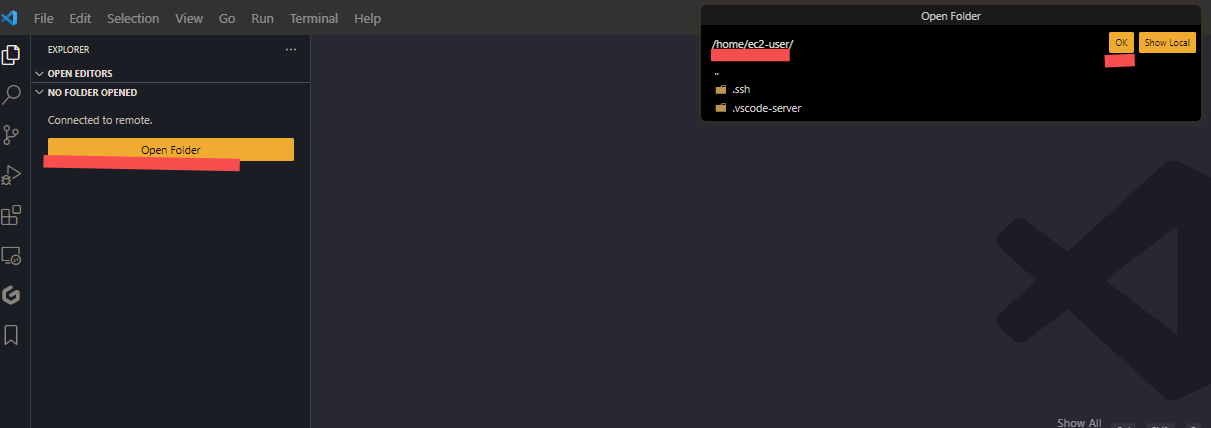 File Edit Selection View Go Run Terminal Help
EXPLORER ...
OPEN EDITORS
NO FOLDER OPENED
Connected to remote.
Open Folder
Open Folder
/home/ec2-user/
OK Show Local
..
.ssh
.vscode-server
Show All